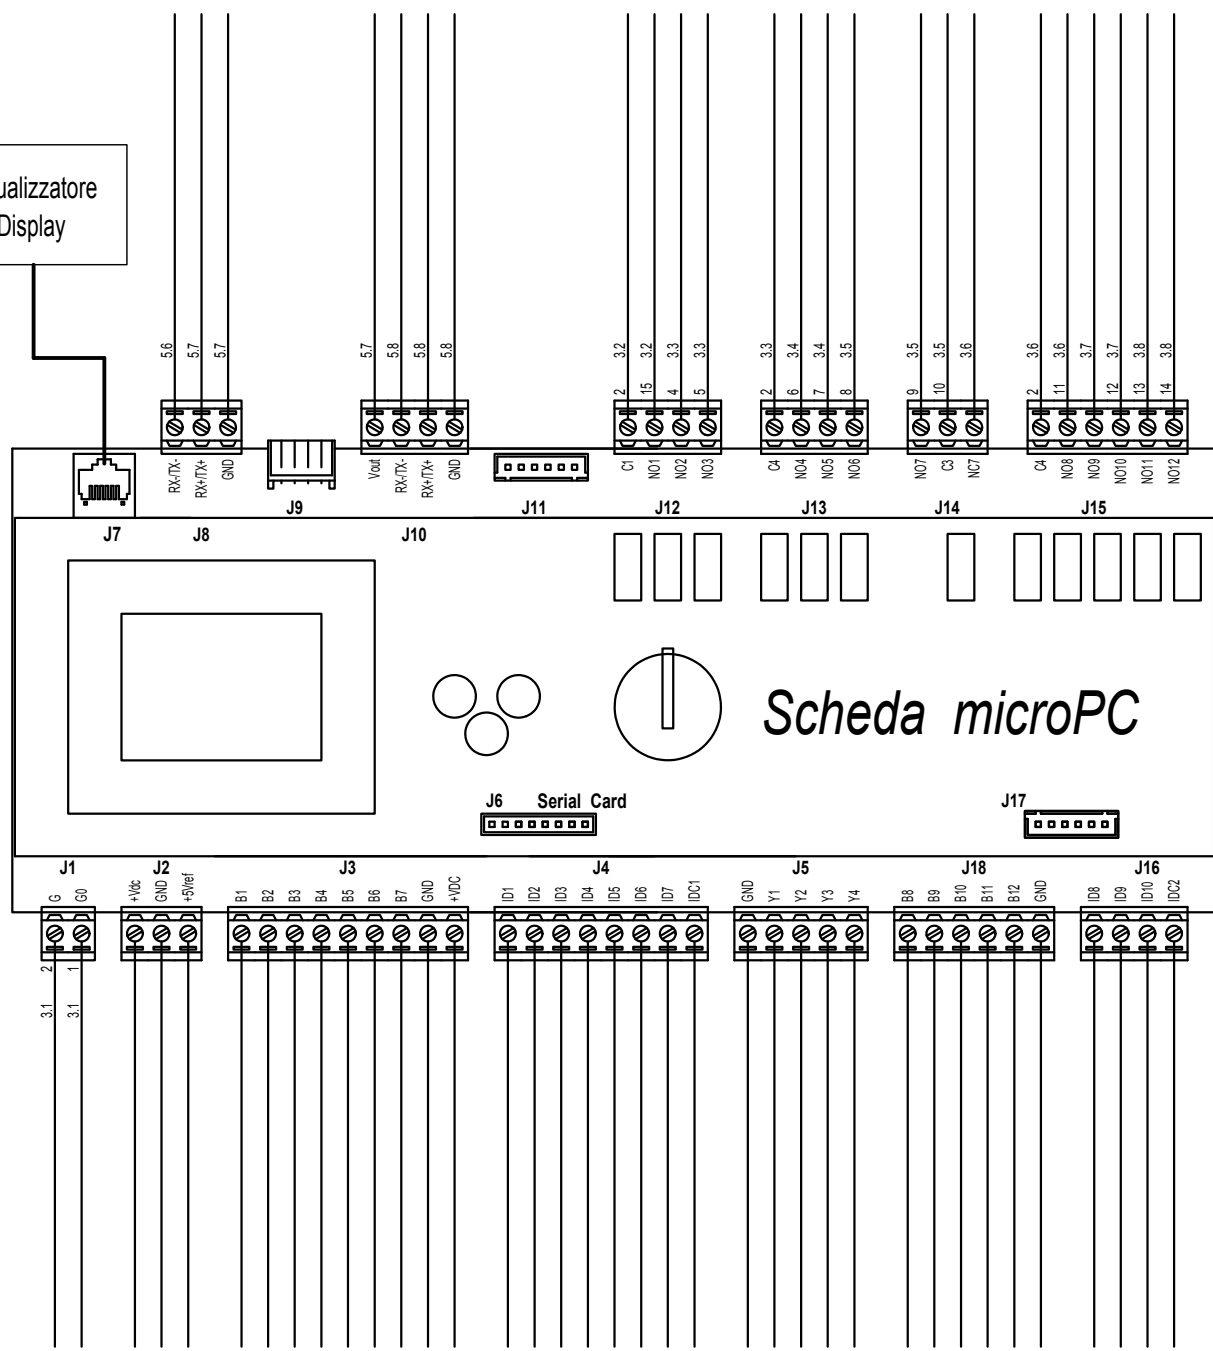 ualizzatore
Display
5.6 5.7 5.7
5.7 5.8 5.8 5.8
3.2 3.2 3.3 3.3
3.3 3.4 3.4 3.5
3.5 3.5 3.6
3.6 3.6 3.7 3.7 3.8 3.8
2 15 4 5
2 6 7 8
9 10
2 11 12 13 14
RX-/TX- RX+/TX+ GND
Vout RX-/TX- RX+/TX+ GND
C1 NO1 NO2 NO3
C4 NO4 NO5 NO6
NO7 C3 NC7
C4 NO8 NO9 NO10 NO11 NO12
J9 J11 J12 J13 J14 J15
J7 J8 J10
Scheda microPC
J6 Serial Card
J17
J1 J2 J3 J4 J5 J18 J16
G G0
+Vdc GND +5Vref
B1 B2 B3 B4 B5 B6 B7 GND +VDC
ID1 ID2 ID3 ID4 ID5 ID6 ID7 IDC1
GND Y1 Y2 Y3 Y4
B8 B9 B10 B11 B12 GND
ID8 ID9 ID10 IDC2
2 1
3.1 3.1